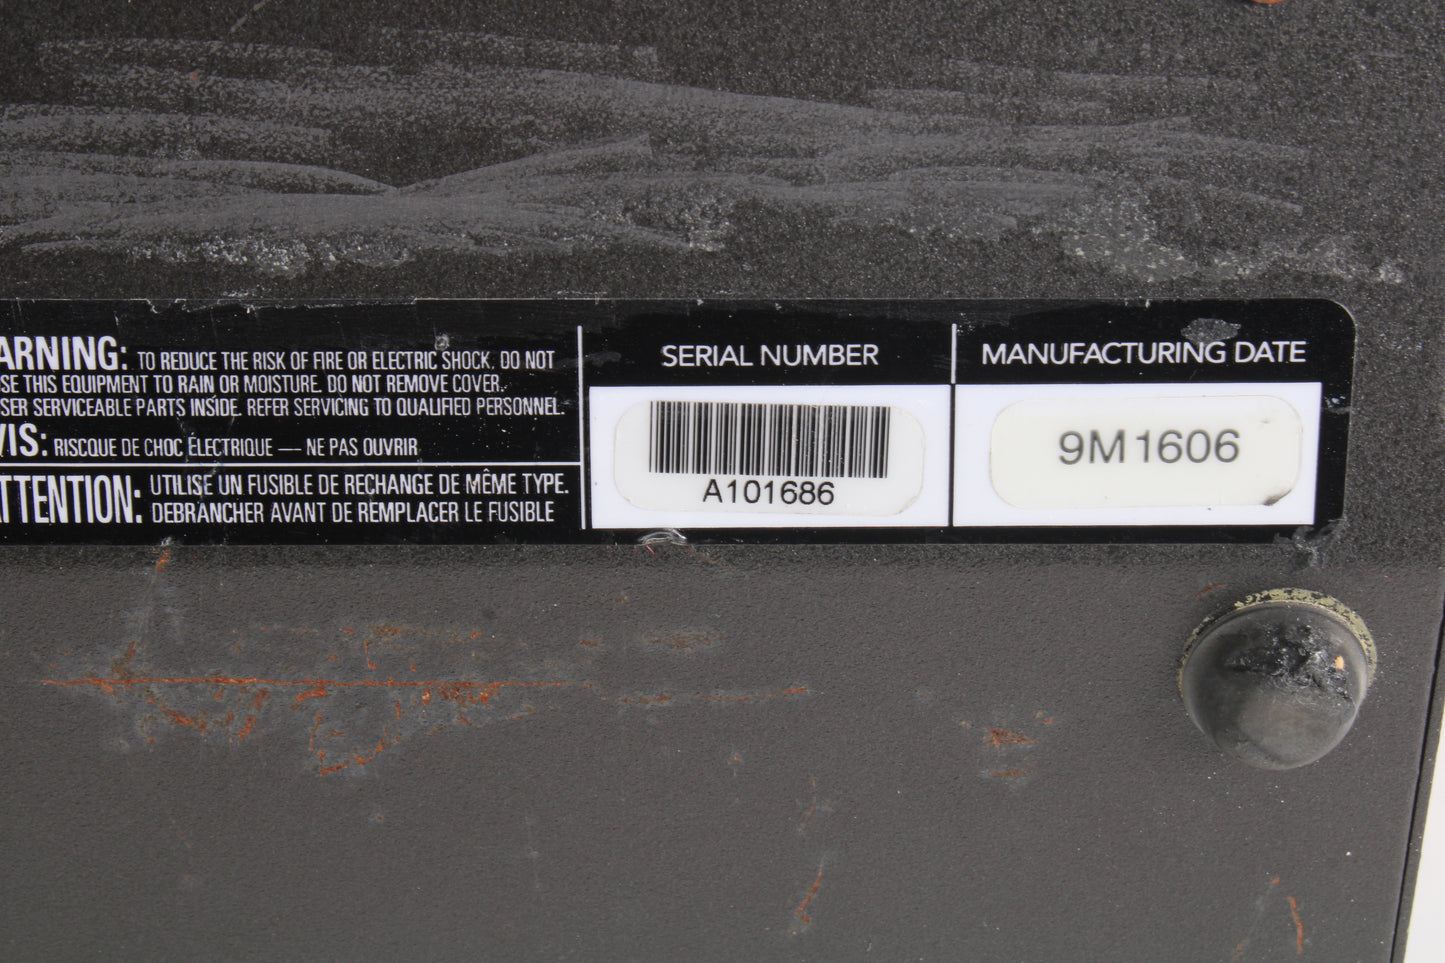 ARNING: TO REDUCE THE RISK OF FIRE OR ELECTRIC SHOCK, DO NOT
SE THIS EQUIPMENT TO RAIN OR MOISTURE. DO NOT REMOVE COVER.
SER SERVICEABLE PARTS INSIDE. REFER SERVICING TO QUALIFIED PERSONNEL.
VIS: RISCQUE DE CHOC ÉLECTRIQUE — NE PAS OUVRIR
ATTENTION: UTILISE UN FUSIBLE DE RECHANGE DE MÊME TYPE.
DEBRANCHER AVANT DE REMPLACER LE FUSIBLE
SERIAL NUMBER
A101686
MANUFACTURING DATE
9M1606